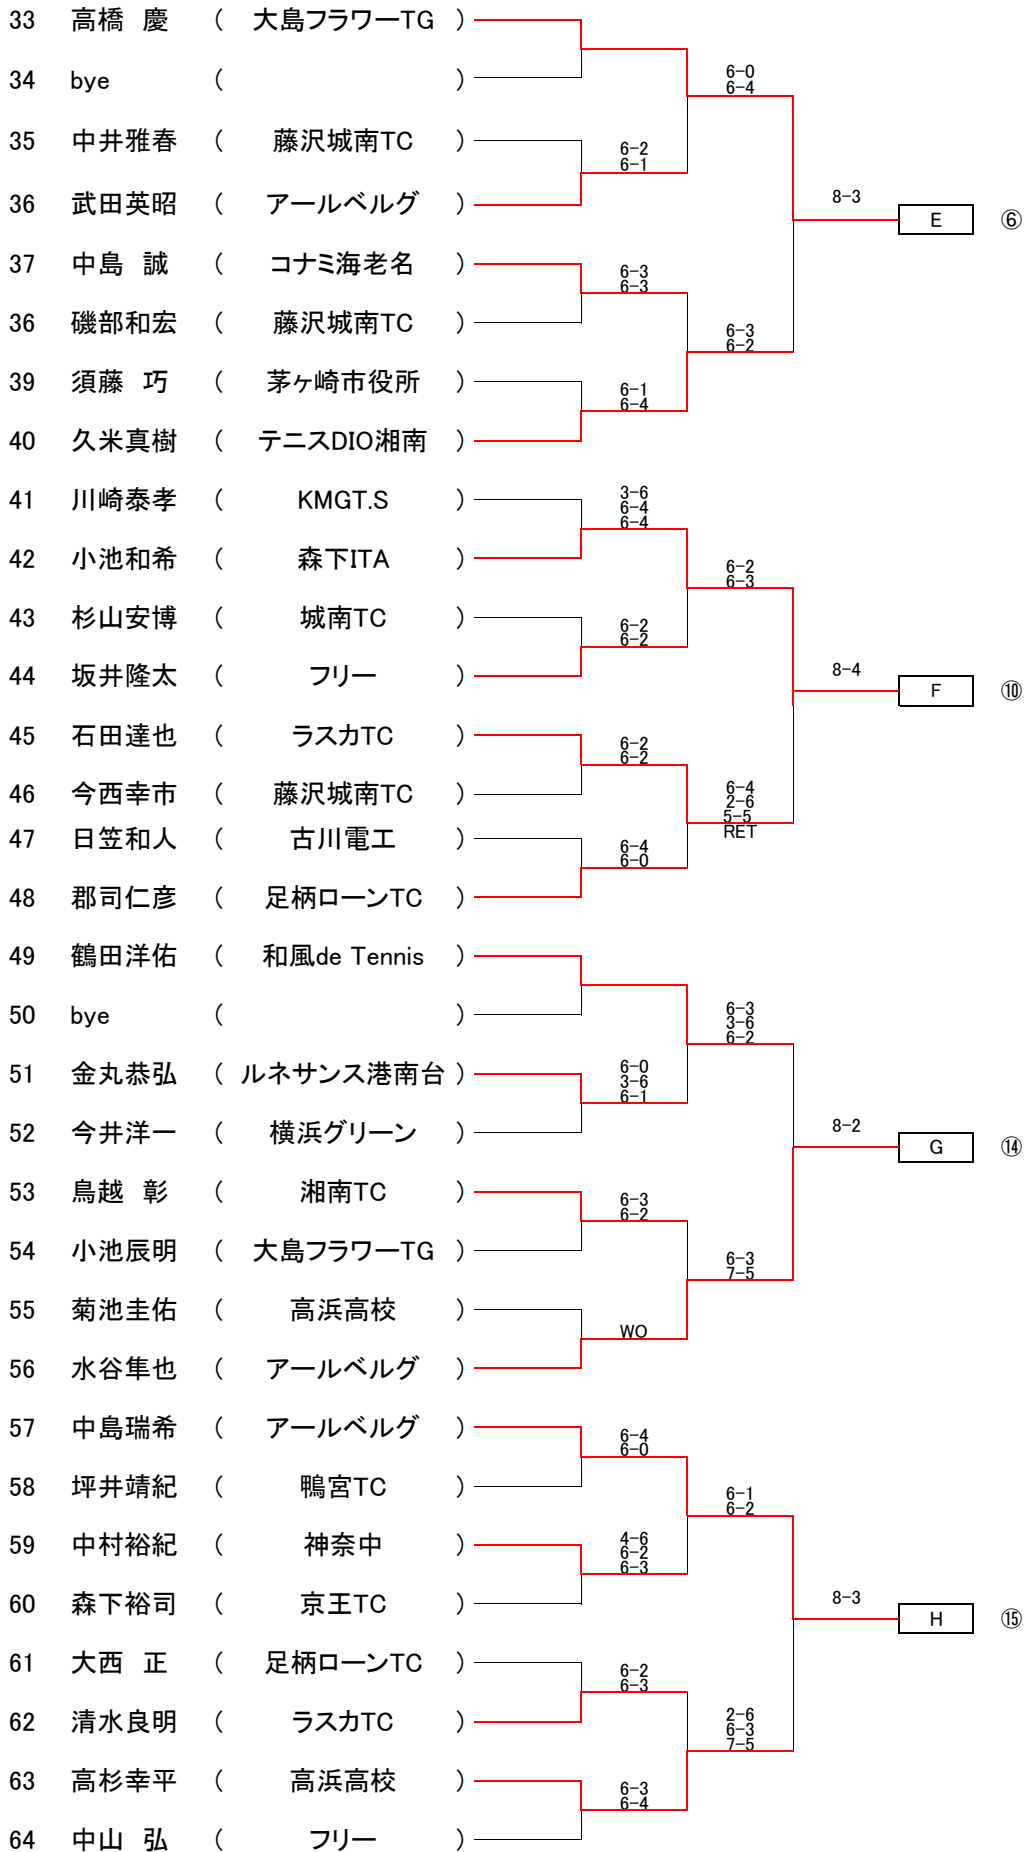 33 高橋 慶 ( 大島フラワーTG )
34 bye ( )
6-0
6-4
35 中井雅春 ( 藤沢城南TC )
6-2
6-1
36 武田英昭 ( アールベルグ )
8-3
E ⑥
37 中島 誠 ( コナミ海老名 )
6-3
6-3
36 磯部和宏 ( 藤沢城南TC )
6-3
6-2
39 須藤 巧 ( 茅ヶ崎市役所 )
6-1
6-4
40 久米真樹 ( テニスDIO湘南 )
41 川崎泰孝 ( KMGT.S )
3-6
6-4
6-4
42 小池和希 ( 森下ITA )
6-2
6-3
43 杉山安博 ( 城南TC )
6-2
6-2
44 坂井隆太 ( フリー )
8-4
F ⑩
45 石田達也 ( ラスカTC )
6-2
6-2
46 今西幸市 ( 藤沢城南TC )
6-4
2-6
5-5
RET
47 日笠和人 ( 古川電工 )
6-4
6-0
48 郡司仁彦 ( 足柄ローンTC )
49 鶴田洋佑 ( 和風de Tennis )
50 bye ( )
6-3
3-6
6-2
51 金丸恭弘 ( ルネサンス港南台 )
6-0
3-6
6-1
52 今井洋一 ( 横浜グリーン )
8-2
G ⑭
53 鳥越 彰 ( 湘南TC )
6-3
6-2
54 小池辰明 ( 大島フラワーTG )
6-3
7-5
55 菊池圭佑 ( 高浜高校 )
WO
56 水谷隼也 ( アールベルグ )
57 中島瑞希 ( アールベルグ )
6-4
6-0
58 坪井靖紀 ( 鴨宮TC )
6-1
6-2
59 中村裕紀 ( 神奈中 )
4-6
6-2
6-3
60 森下裕司 ( 京王TC )
8-3
H ⑮
61 大西 正 ( 足柄ローンTC )
6-2
6-3
62 清水良明 ( ラスカTC )
2-6
6-3
7-5
63 高杉幸平 ( 高浜高校 )
6-3
6-4
64 中山 弘 ( フリー )